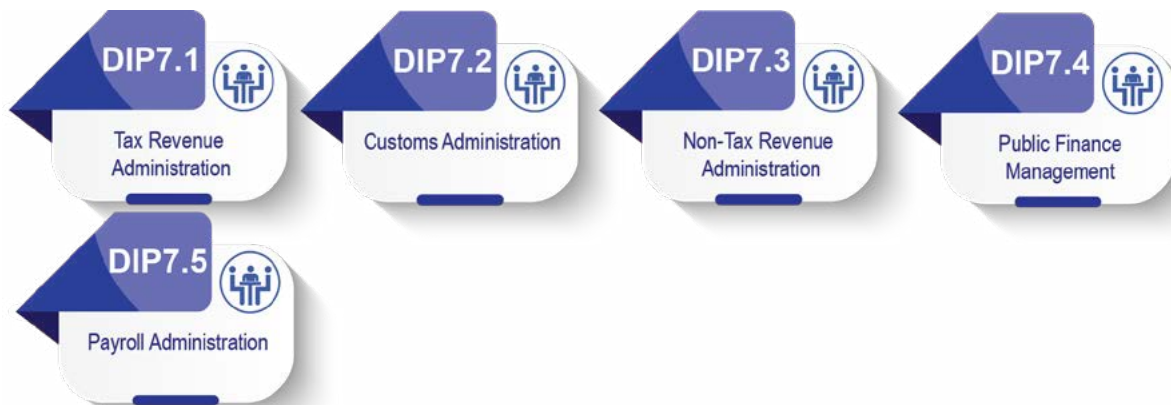 DIP7.1
Tax Revenue
Administration
DIP7.2
Customs Administration
DIP7.3
Non-Tax Revenue
Administration
DIP7.4
Public Finance
Management
DIP7.5
Payroll Administration